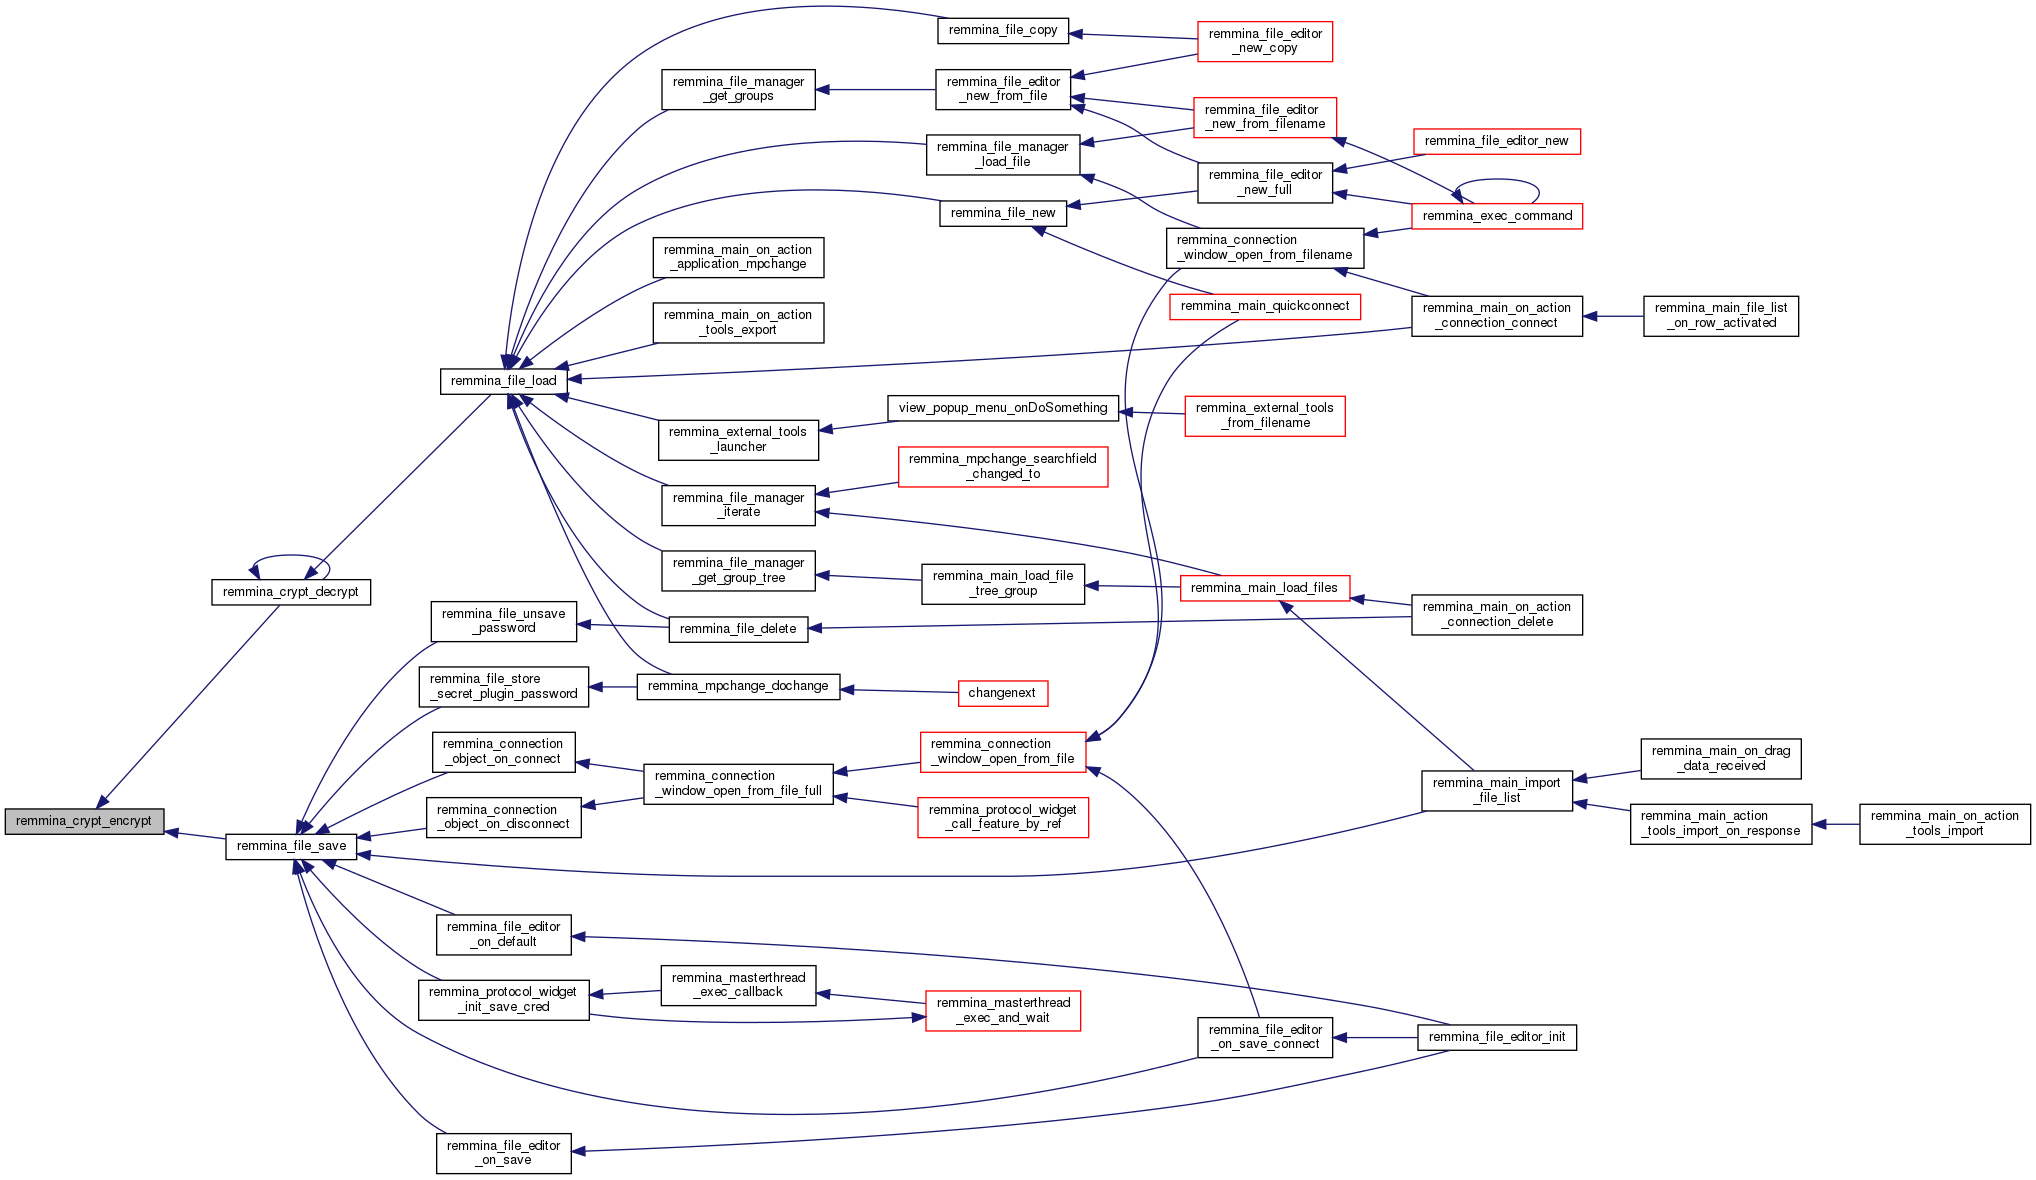 remmina_file_copy
remmina_file_editor
_new_copy
remmina_file_manager
_get_groups
remmina_file_editor
_new_from_file
remmina_file_editor
_new_from_filename
remmina_file_manager
_load_file
remmina_file_editor_new
remmina_file_editor
_new_full
remmina_file_new
remmina_exec_command
remmina_main_on_action
_application_mpchange
remmina_connection
_window_open_from_filename
remmina_main_on_action
_tools_export
remmina_main_quickconnect
remmina_main_on_action
_connection_connect
remmina_main_file_list
_on_row_activated
remmina_file_load
view_popup_menu_onDoSomething
remmina_external_tools
_from_filename
remmina_external_tools
_launcher
remmina_mpchange_searchfield
_changed_to
remmina_file_manager
_iterate
remmina_file_manager
_get_group_tree
remmina_main_load_file
_tree_group
remmina_main_load_files
remmina_crypt_decrypt
remmina_file_unsave
_password
remmina_file_delete
remmina_main_on_action
_connection_delete
remmina_file_store
_secret_plugin_password
remmina_mpchange_dochange
changenext
remmina_connection
_object_on_connect
remmina_connection
_window_open_from_file
remmina_main_on_drag
_data_received
remmina_connection
_window_open_from_file_full
remmina_main_import
_file_list
remmina_crypt_encrypt
remmina_connection
_object_on_disconnect
remmina_protocol_widget
_call_feature_by_ref
remmina_main_action
_tools_import_on_response
remmina_main_on_action
_tools_import
remmina_file_save
remmina_file_editor
_on_default
remmina_protocol_widget
_init_save_cred
remmina_masterthread
_exec_callback
remmina_masterthread
_exec_and_wait
remmina_file_editor
_on_save_connect
remmina_file_editor_init
remmina_file_editor
_on_save